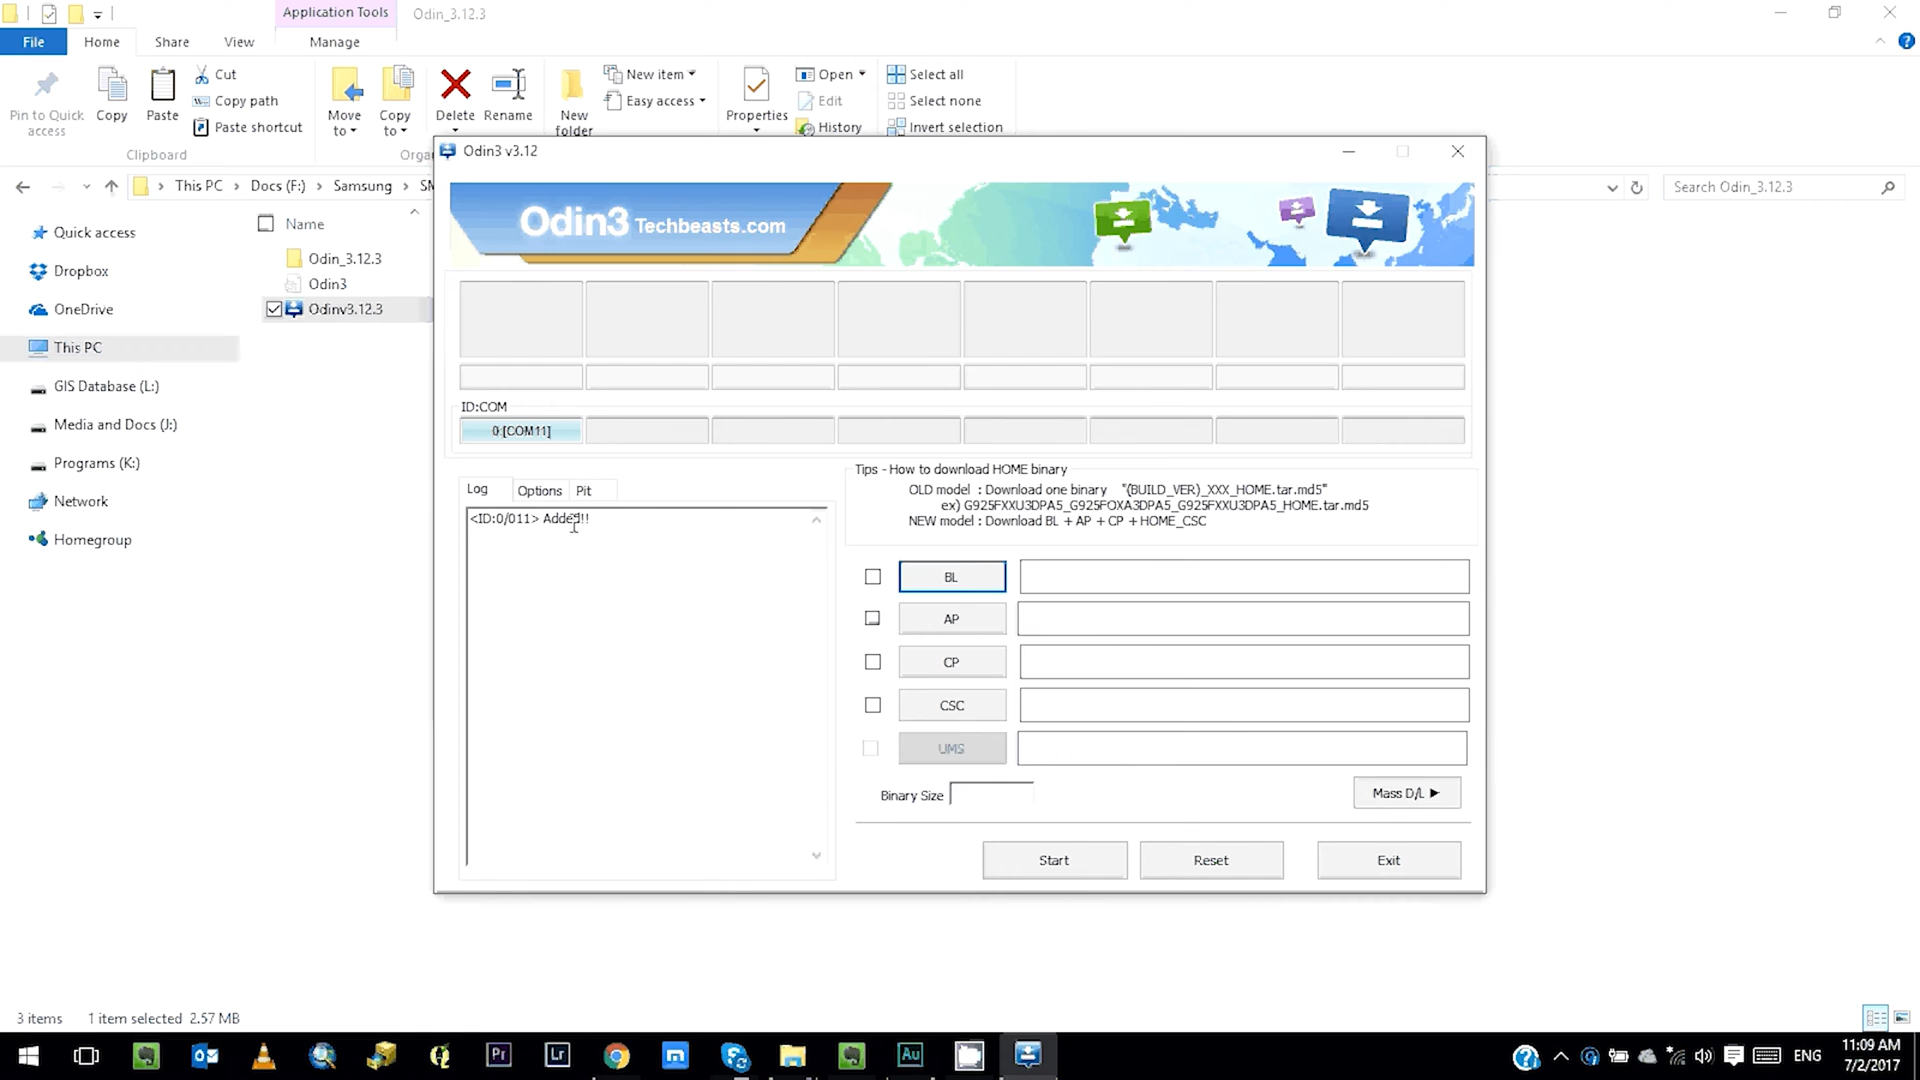 Application Tools
Odin_3.12.3
File
Home
Share
View
Manage
Pin to Quick access
Copy
Paste
Cut
Copy path
Paste shortcut
Clipboard
Move to
Copy to
Delete
Rename
Orga
New folder
New item
Easy access
Properties
Open
Edit
History
Select all
Select none
Invert selection
This PC
Docs (F:)
Samsung
SM
Search Odin_3.12.3
Quick access
Dropbox
OneDrive
This PC
GIS Database (L:)
Media and Docs (J:)
Programs (K:)
Network
Homegroup
Name
Odin_3.12.3
Odin3
Odinv3.12.3
Odin3 v3.12
Odin3 Techbeasts.com
ID:COM
0:[COM11]
Log
Options
Pit
<ID:0/011> Added!!
Tips - How to download HOME binary
OLD model : Download one binary "(BUILD_VER)_XXX_HOME.tar.md5"
ex) G925FXXU3DPA5_G925FOXA3DPA5_G925FXXU3DPA5_HOME.tar.md5
NEW model : Download BL + AP + CP + HOME_CSC
BL
AP
CP
CSC
UMS
Binary Size
Mass D/L ►
Start
Reset
Exit
3 items
1 item selected 2.57 MB
Pr
Lr
Au
ENG
11:09 AM
7/2/2017